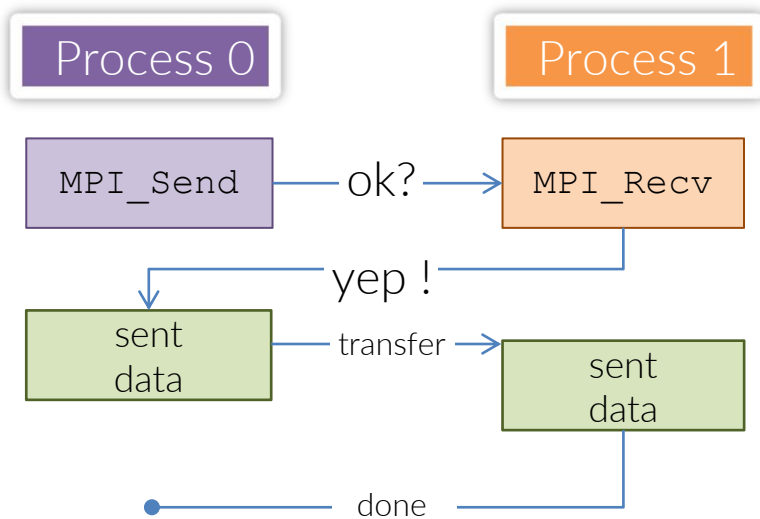 Process 0
Process 1
MPI_Send
ok?
MPI_Recv
yep !
sent
data
transfer
sent
data
done